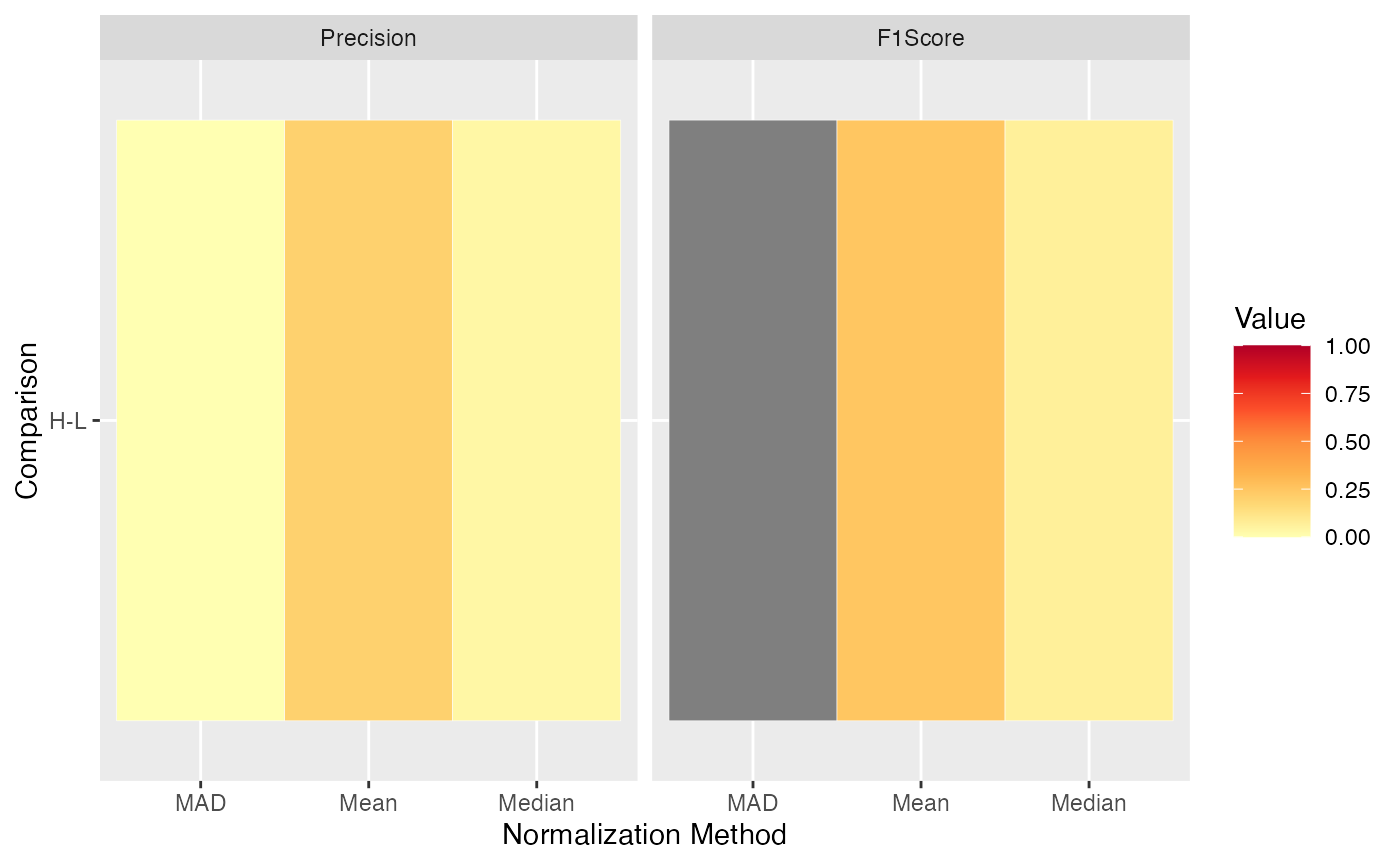 Precision
F1Score
Comparison
H-L
MAD
Mean
Median
MAD
Mean
Median
Normalization Method
Value
1.00
0.75
0.50
0.25
0.00